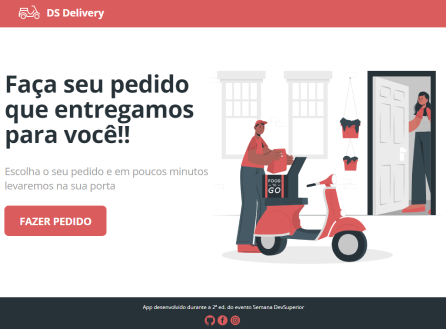 DS Delivery
Faça seu pedido
que entregamos
para você!!
Escolha o seu pedido e em poucos minutos
levaremos na sua porta
FAZER PEDIDO
FOOD
TO
GO
App desenvolvido durante a 2ª ed. do evento Semana DevSuperior